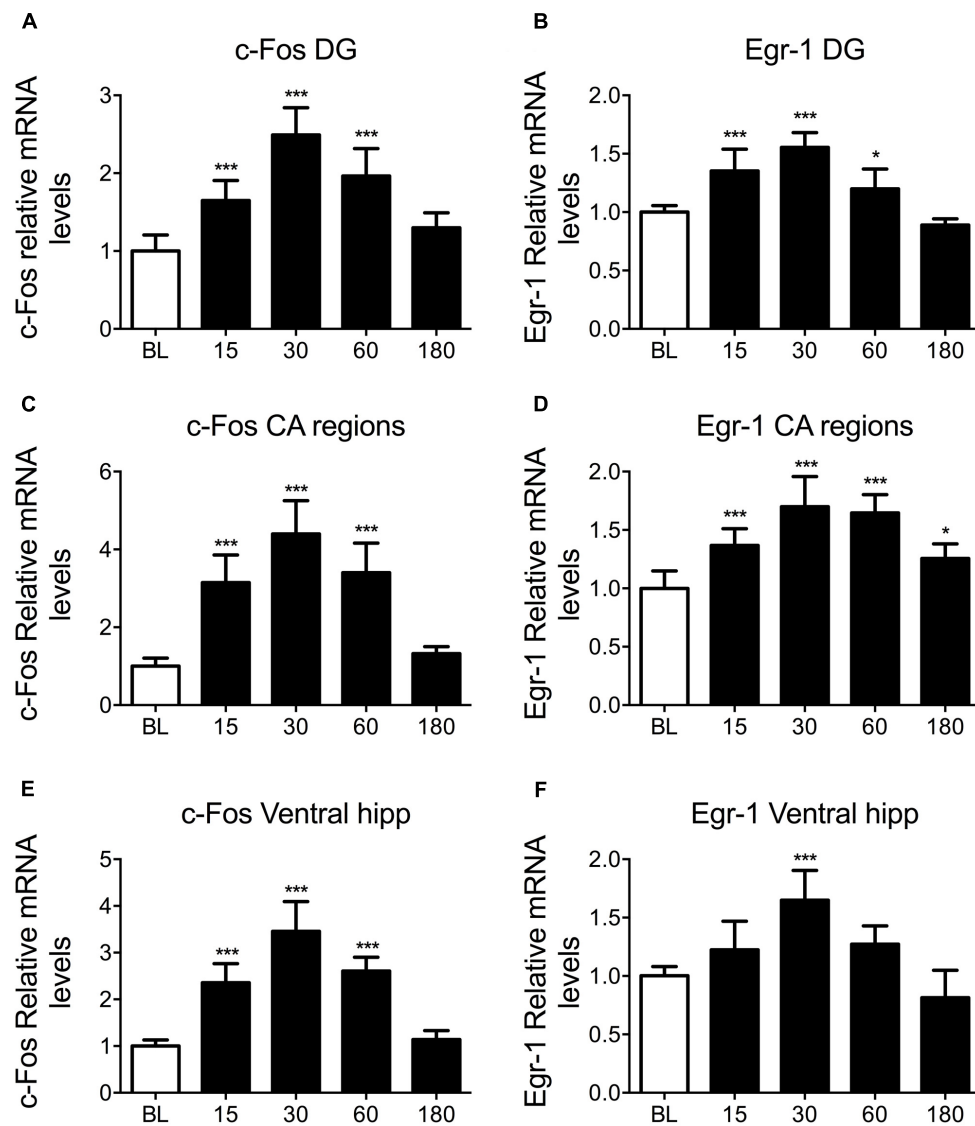 A
c-Fos DG
c-Fos relative mRNA
levels
3
2
1
0
***
***
***
BL 15 30 60 180
B
Egr-1 DG
Egr-1 Relative mRNA
levels
2.0
1.5
1.0
0.5
0.0
***
***
*
BL 15 30 60 180
C
c-Fos CA regions
c-Fos Relative mRNA
levels
6
4
2
0
***
***
***
BL 15 30 60 180
D
Egr-1 CA regions
Egr-1 Relative mRNA
levels
2.0
1.5
1.0
0.5
0.0
***
***
***
*
BL 15 30 60 180
E
c-Fos Ventral hipp
c-Fos Relative mRNA
levels
5
4
3
2
1
0
***
***
***
BL 15 30 60 180
F
Egr-1 Ventral hipp
Egr-1 Relative mRNA
levels
2.0
1.5
1.0
0.5
0.0
***
BL 15 30 60 180